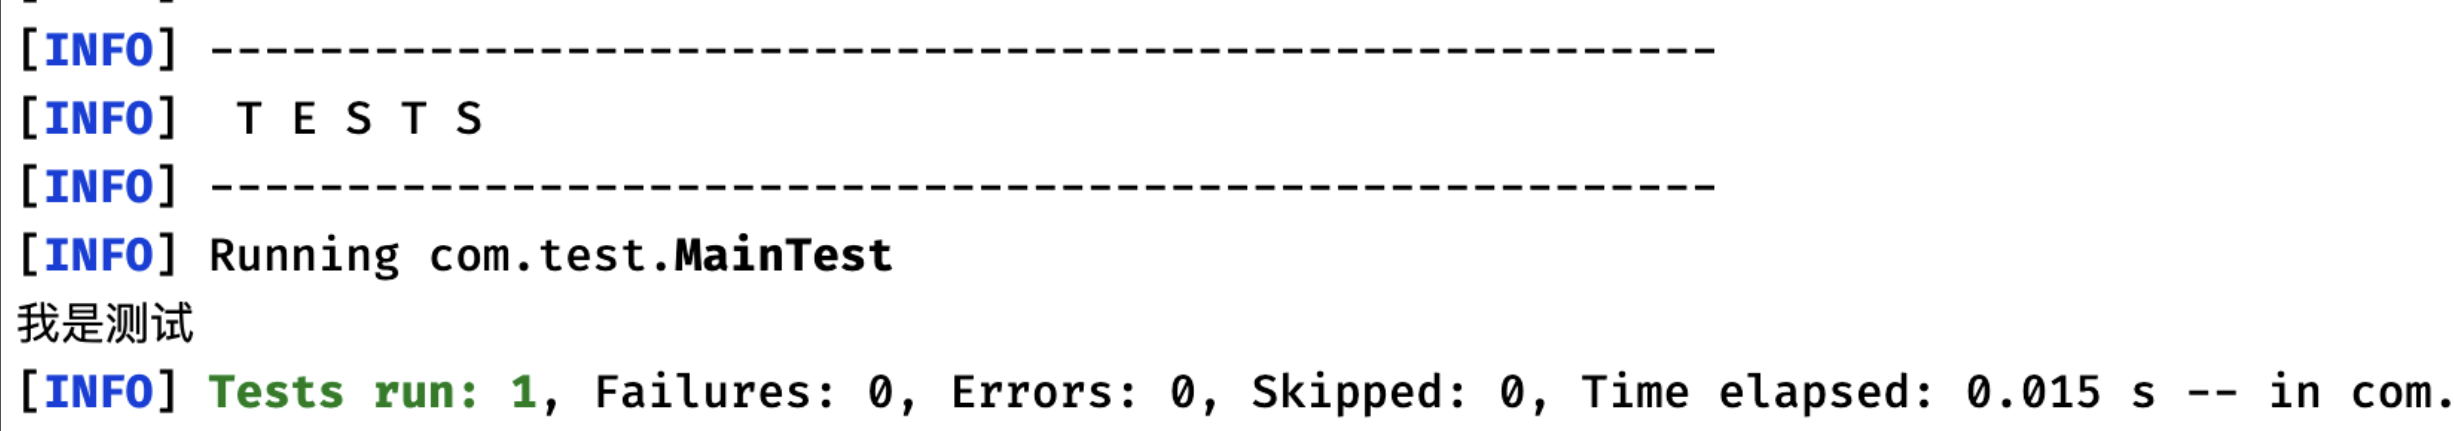 [INFO] -------------------------------------------------------
[INFO]  T E S T S
[INFO] -------------------------------------------------------
[INFO] Running com.test.MainTest
我是测试
[INFO] Tests run: 1, Failures: 0, Errors: 0, Skipped: 0, Time elapsed: 0.015 s -- in com.